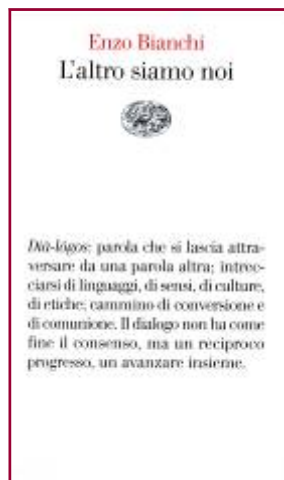 Enzo Bianchi
L'altro siamo noi
Dià-lógos: parola che si lascia attra-
versare da una parola altra; intrec-
ciarsi di linguaggi, di sensi, di culture,
di etiche, cammino di conversione e
di comunione. Il dialogo non ha come
fine il consenso, ma un reciproco
progresso, un avanzare insieme.